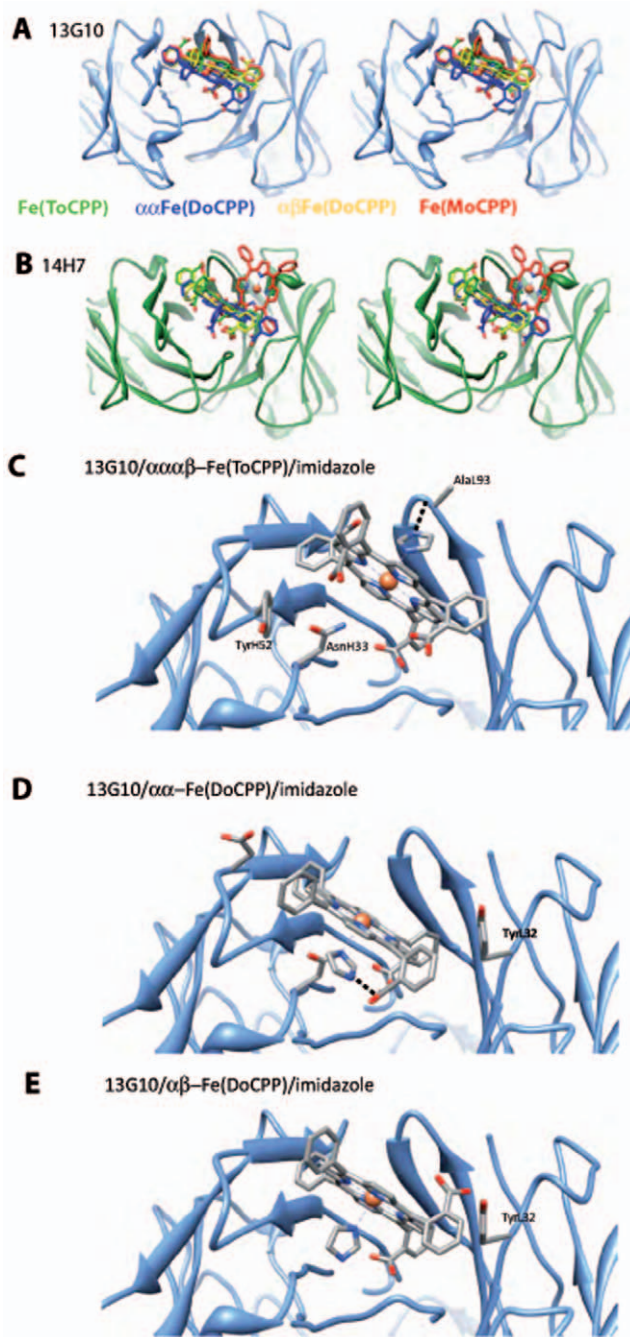 A 13G10
Fe(ToCPP) ααFe(DoCPP) αβFe(DoCPP) Fe(MoCPP)
B 14H7
C 13G10/αααβ–Fe(ToCPP)/imidazole
AlaL93
TyrH52 AsnH33
D 13G10/αα–Fe(DoCPP)/imidazole
TyrL32
E 13G10/αβ–Fe(DoCPP)/imidazole
TyrL32